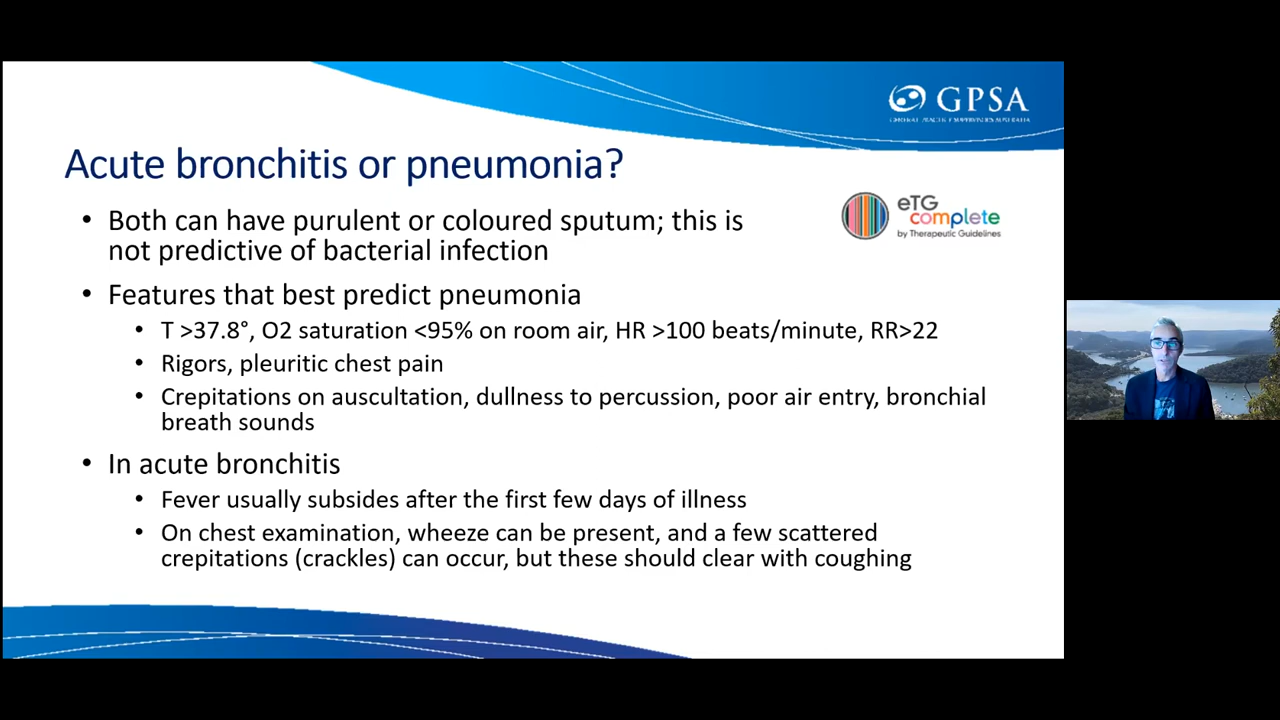 GPSA
GENERAL PRACTICE SUPERVISORS AUSTRALIA
Acute bronchitis or pneumonia?
eTG
complete
by Therapeutic Guidelines
• Both can have purulent or coloured sputum; this is
not predictive of bacterial infection
• Features that best predict pneumonia
• T >37.8°, O2 saturation <95% on room air, HR >100 beats/minute, RR>22
• Rigors, pleuritic chest pain
• Crepitations on auscultation, dullness to percussion, poor air entry, bronchial
breath sounds
• In acute bronchitis
• Fever usually subsides after the first few days of illness
• On chest examination, wheeze can be present, and a few scattered
crepitations (crackles) can occur, but these should clear with coughing